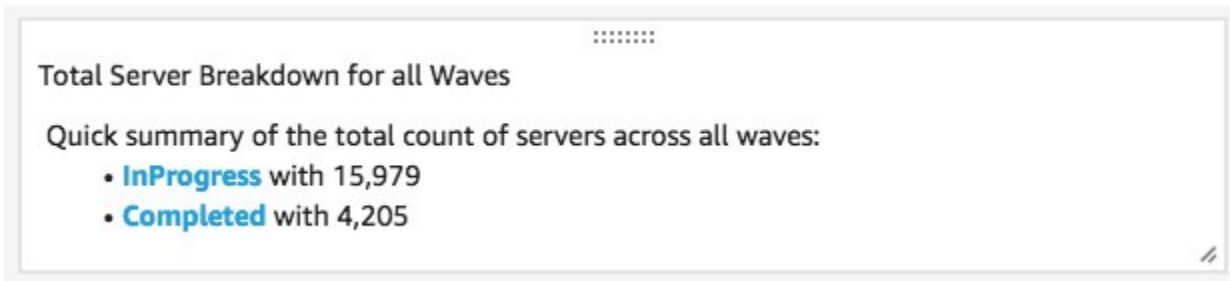 Total Server Breakdown for all Waves
Quick summary of the total count of servers across all waves:
• InProgress with 15,979
• Completed with 4,205